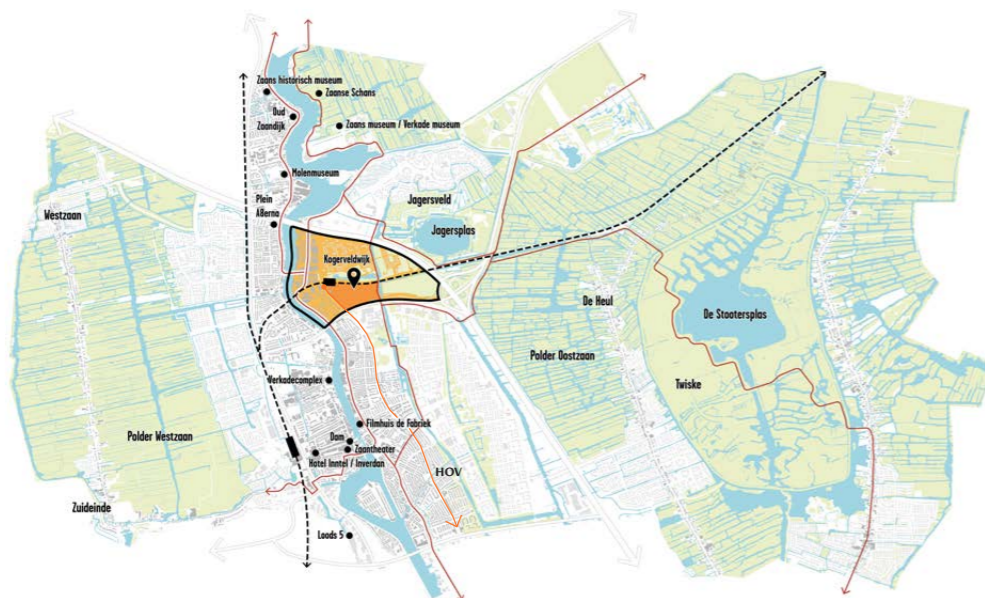 Zaans historisch museum
Zaanse Schans
Oud
Zaandijk
Zaans museum / Verkade museum
Molenmuseum
Jagersveld
Westzaan
Plein
ABerna
Jagersplas
Kogerveldwijk
De Heul
De Stootersplas
Polder Oostzaan
Verkadecomplex
Twiske
Filmhuis de Fabriek
Polder Westzaan
Dam
Zaantheater
Hotel Inntel / Inverdan
HOV
Zuideinde
Loods 5